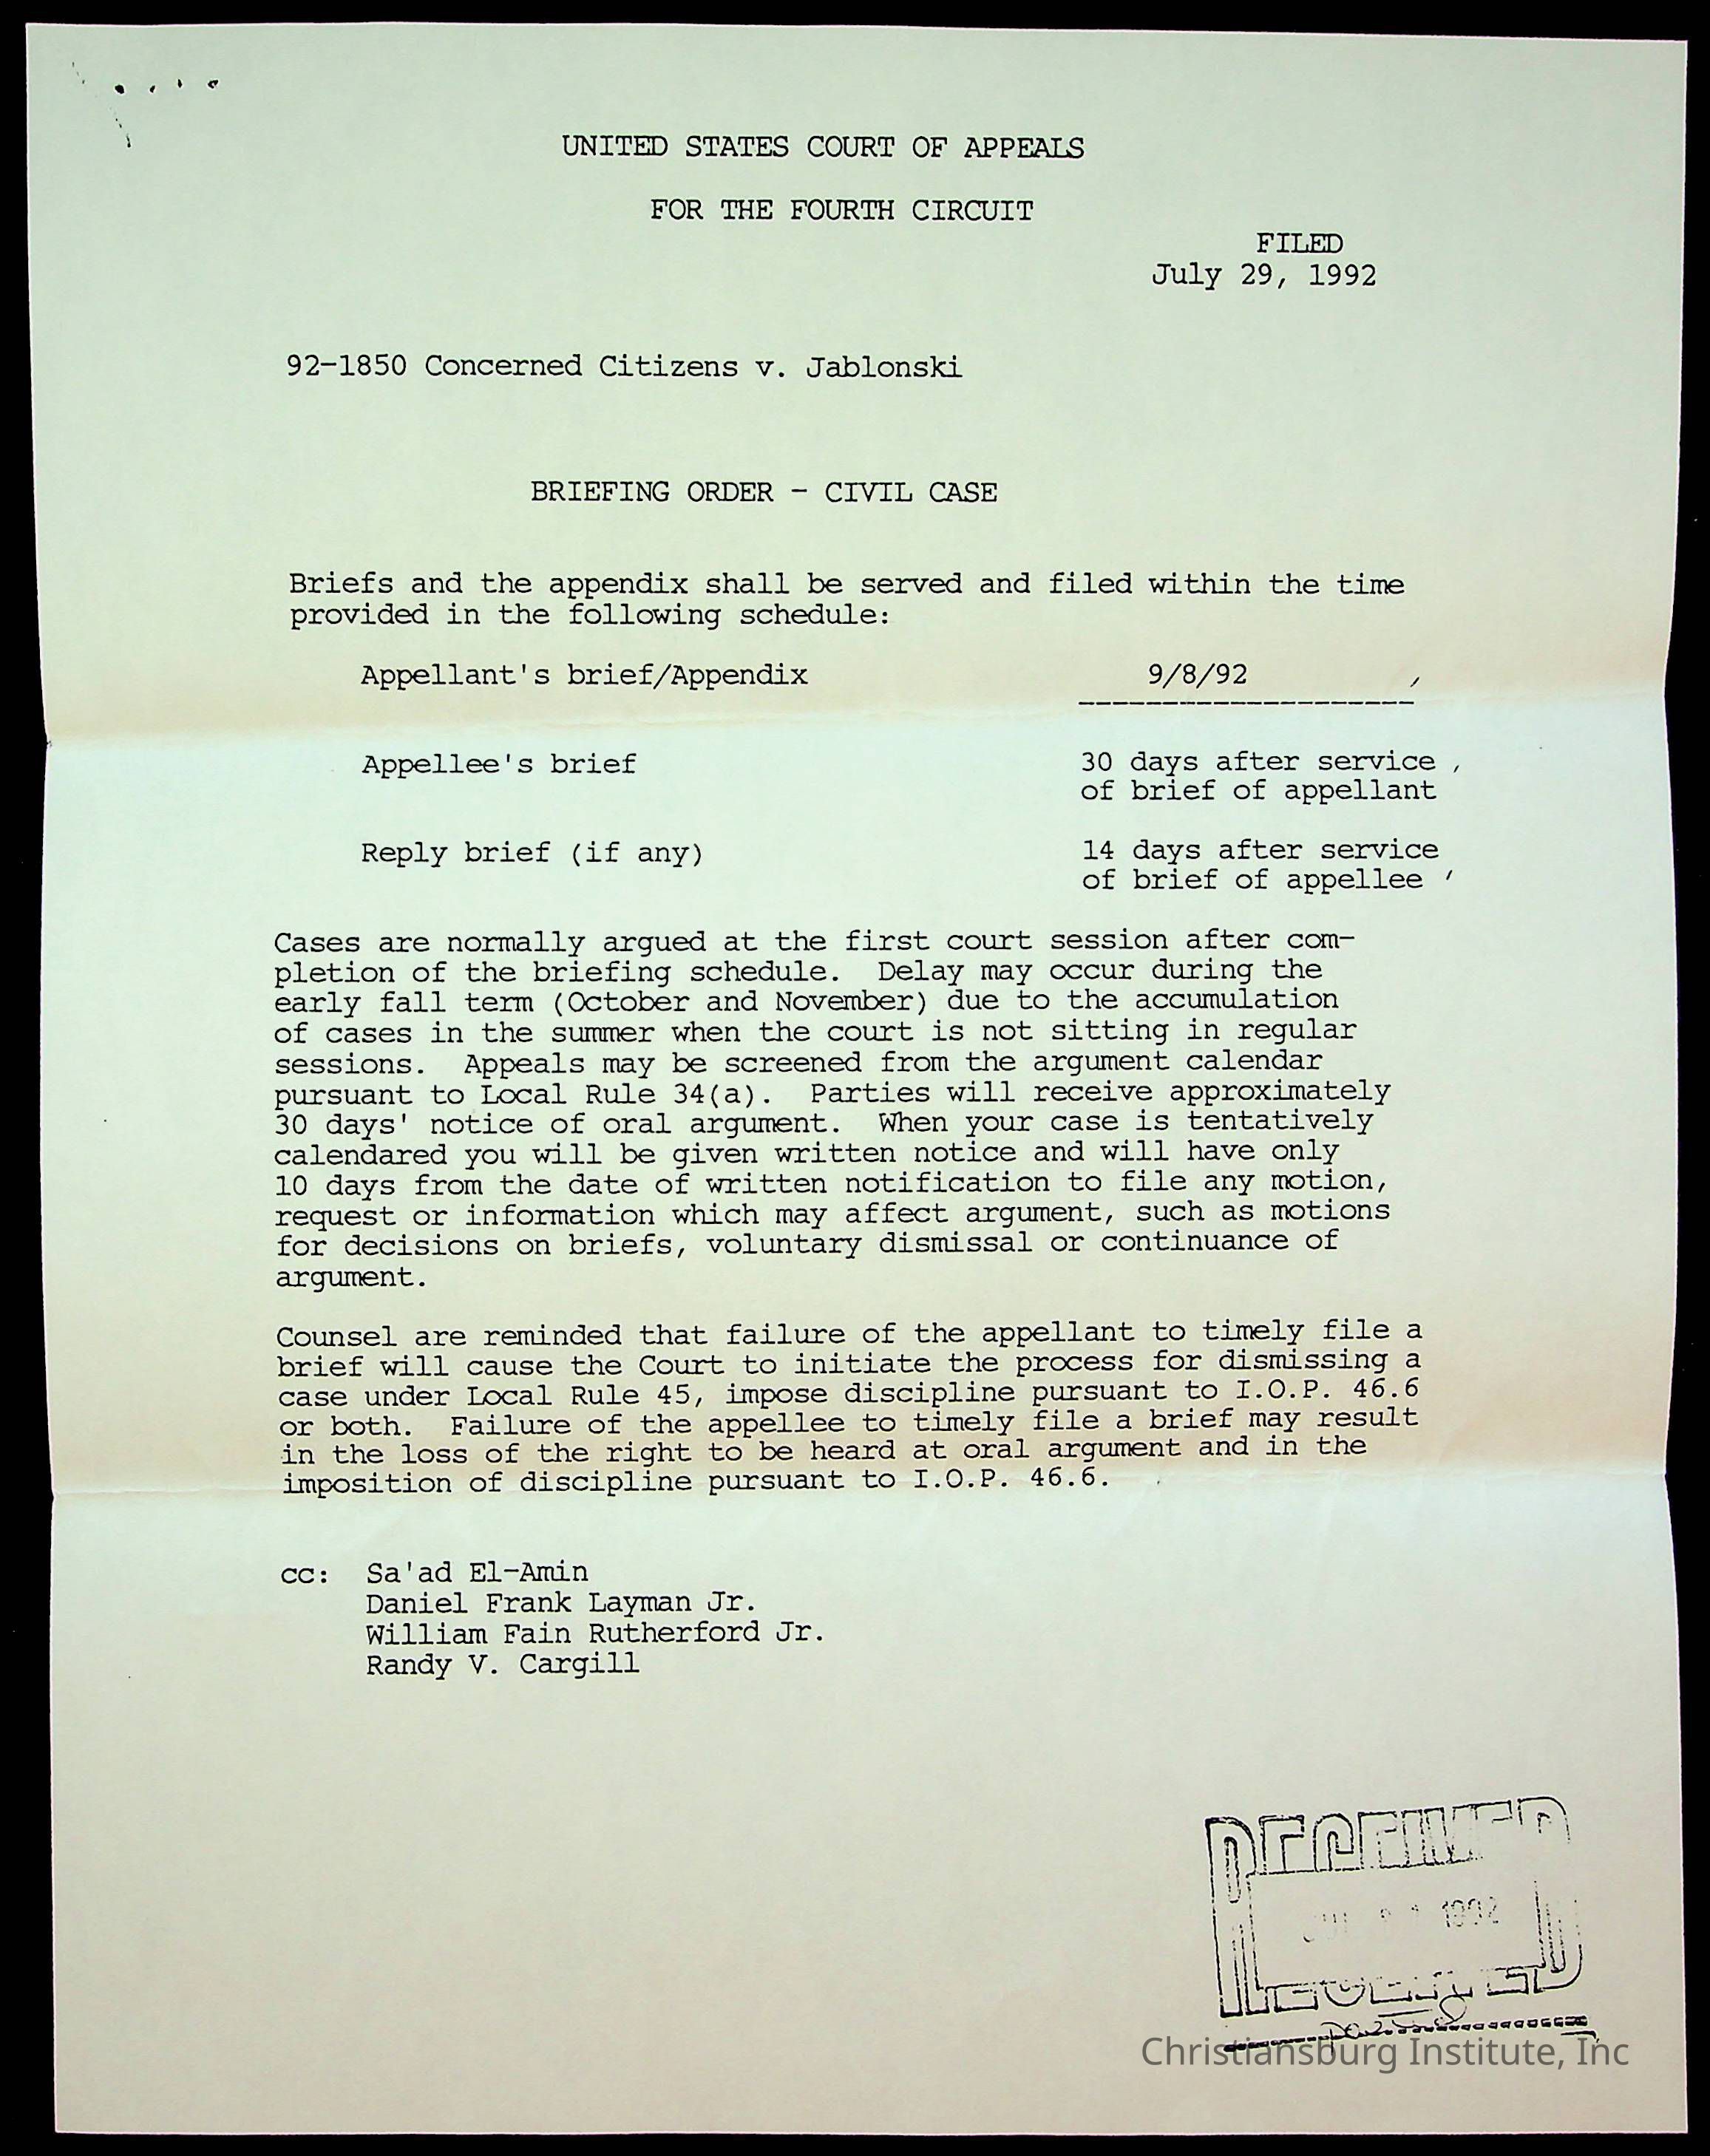 UNITED STATES COURT OF APPEALS
FOR THE FOURTH CIRCUIT
FILED
July 29, 1992
92-1850 Concerned Citizens v. Jablonski
BRIEFING ORDER - CIVIL CASE
Briefs and the appendix shall be served and filed within the time
provided in the following schedule:
Appellant's brief/Appendix 9/8/92
Appellee's brief 30 days after service
of brief of appellant
Reply brief (if any) 14 days after service
of brief of appellee
Cases are normally argued at the first court session after com-
pletion of the briefing schedule. Delay may occur during the
early fall term (October and November) due to the accumulation
of cases in the summer when the court is not sitting in regular
sessions. Appeals may be screened from the argument calendar
pursuant to Local Rule 34(a). Parties will receive approximately
30 days' notice of oral argument. When your case is tentatively
calendared you will be given written notice and will have only
10 days from the date of written notification to file any motion,
request or information which may affect argument, such as motions
for decisions on briefs, voluntary dismissal or continuance of
argument.
Counsel are reminded that failure of the appellant to timely file a
brief will cause the Court to initiate the process for dismissing a
case under Local Rule 45, impose discipline pursuant to I.O.P. 46.6
or both. Failure of the appellee to timely file a brief may result
in the loss of the right to be heard at oral argument and in the
imposition of discipline pursuant to I.O.P. 46.6.
cc: Sa'ad El-Amin
Daniel Frank Layman Jr.
William Fain Rutherford Jr.
Randy V. Cargill
RECEIVED
1992
RECEIVED
Christiansburg Institute, Inc